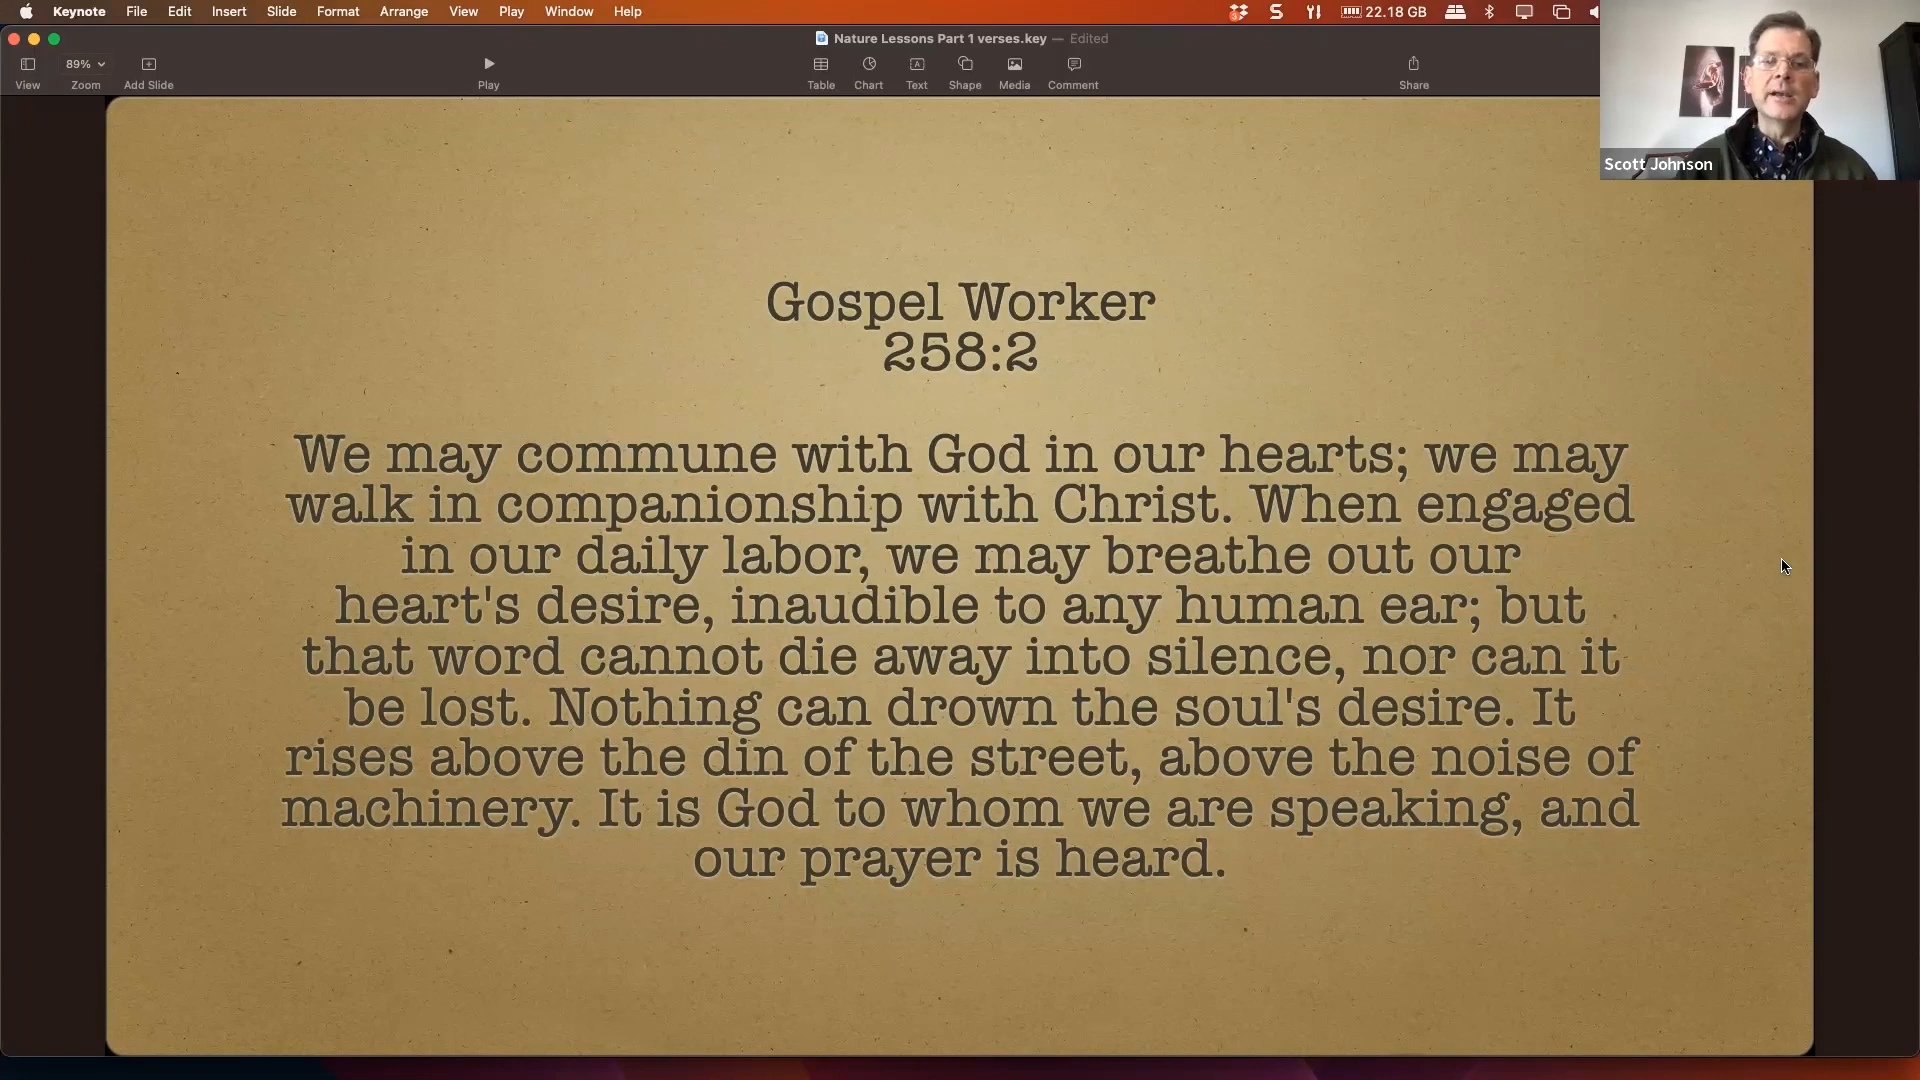 Keynote File Edit Insert Slide Format Arrange View Play Window Help 22.18 GB
Nature Lessons Part 1 verses.key — Edited
89%
View Zoom Add Slide Play Table Chart Text Shape Media Comment Share
Scott Johnson
Gospel Worker
258:2
We may commune with God in our hearts; we may
walk in companionship with Christ. When engaged
in our daily labor, we may breathe out our
heart's desire, inaudible to any human ear; but
that word cannot die away into silence, nor can it
be lost. Nothing can drown the soul's desire. It
rises above the din of the street, above the noise of
machinery. It is God to whom we are speaking, and
our prayer is heard.